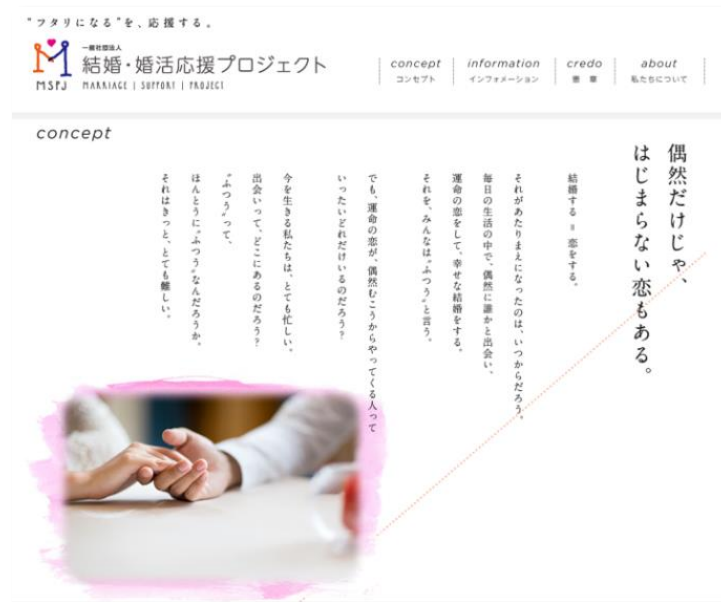 "フタリになる"を、応援する。
一般社団法人
結婚・婚活応援プロジェクト
MSPJ MARRIAGE | SUPPORT | PROJECT
concept
コンセプト
information
インフォメーション
credo
憲章
about
私たちについて
concept
偶然だけじゃ、
はじまらない恋もある。
結婚する = 恋をする。
それがあたりまえになったのは、いつからだろう。
毎日の生活の中で、偶然に誰かと出会い、
運命の恋をして、幸せな結婚をする。
それを、みんなは“ふつう”と言う。
でも、運命の恋が、偶然むこうからやってくる人って
いったいどれだけいるのだろう?
今を生きる私たちは、とても忙しい。
出会いって、どこにあるのだろう?
“ふつう”って、
ほんとうに“ふつう”なんだろうか。
それはきっと、とても難しい。